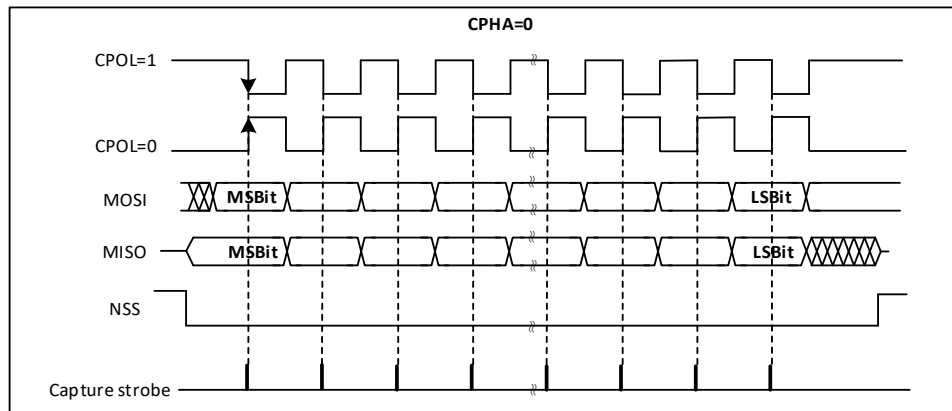 CPHA=0
CPOL=1
CPOL=0
MOSI MSBit LSBit
MISO MSBit LSBit
NSS
Capture strobe